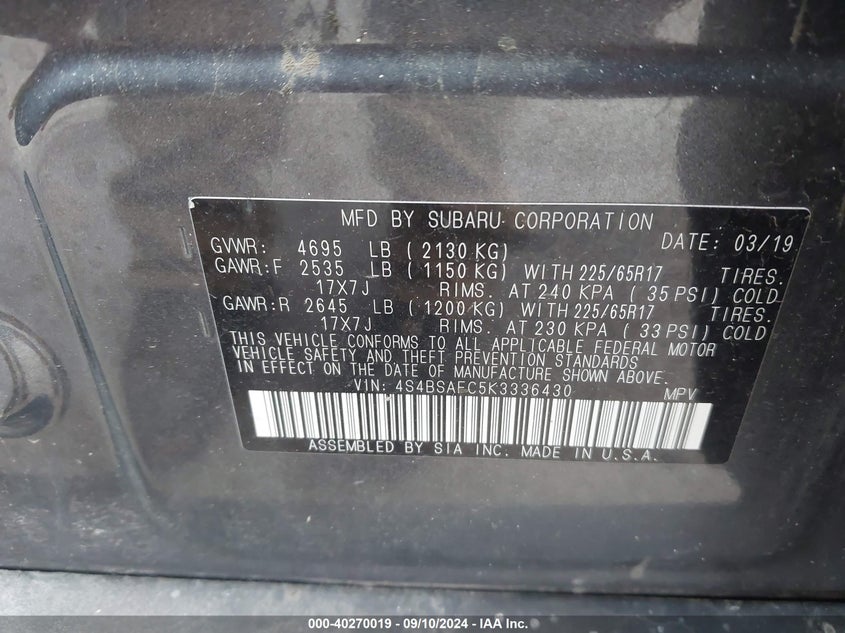 MFD BY SUBARU CORPORATION
DATE: 03/19
GVWR: 4695 LB ( 2130 KG)
GAWR:F 2535 LB ( 1150 KG) WITH 225/65R17 TIRES.
17X7J RIMS. AT 240 KPA ( 35 PSI) COLD
GAWR:R 2645 LB ( 1200 KG) WITH 225/65R17 TIRES.
17X7J RIMS. AT 230 KPA ( 33 PSI) COLD
THIS VEHICLE CONFORMS TO ALL APPLICABLE FEDERAL MOTOR
VEHICLE SAFETY AND THEFT PREVENTION STANDARDS
IN EFFECT ON THE DATE OF MANUFACTURE SHOWN ABOVE.
VIN: 4S4BSAFC5K3336430 MPV
ASSEMBLED BY SIA INC. MADE IN U.S.A.
000-40270019 - 09/10/2024 - IAA Inc.